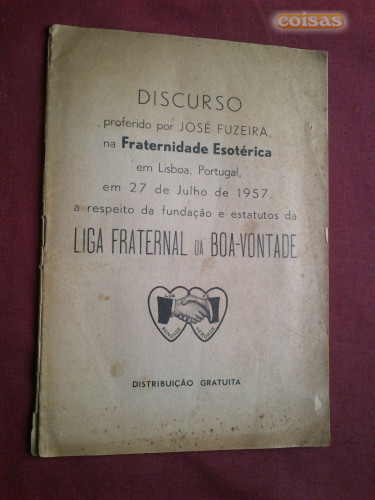 coisas
DISCURSO
proferido por JOSÉ FUZEIRA,
na Fraternidade Esotérica
em Lisboa, Portugal,
em 27 de Julho de 1957,
a respeito da fundação e estatutos da
LIGA FRATERNAL DA BOA-VONTADE
DISTRIBUIÇÃO GRATUITA